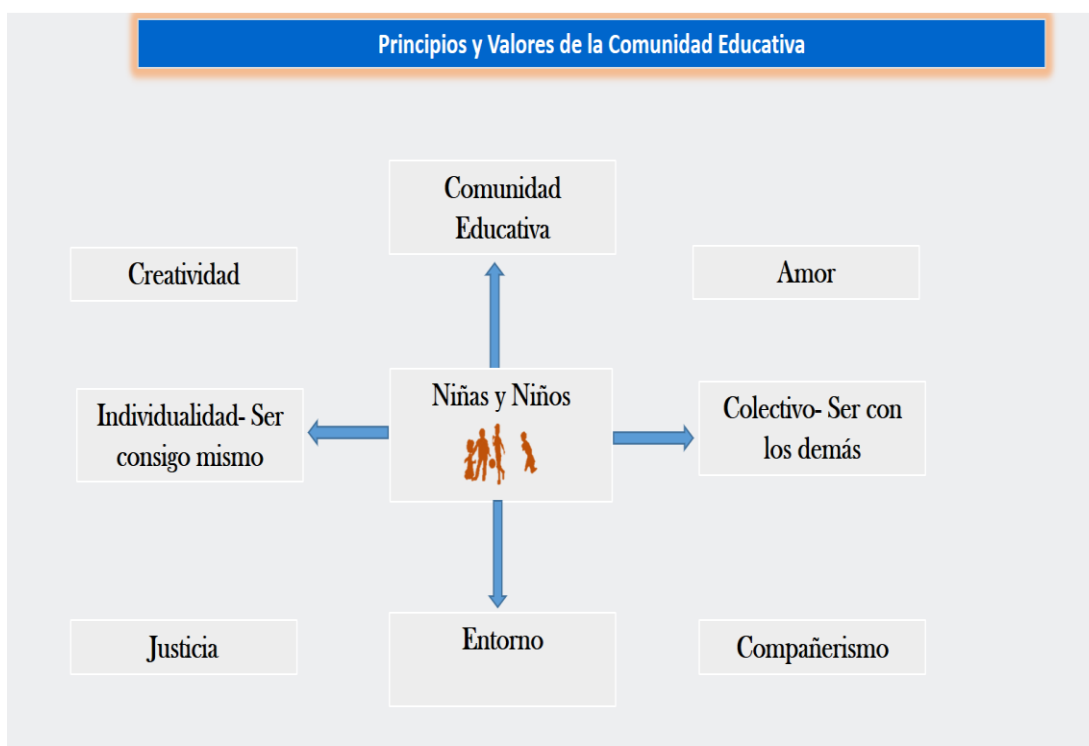 Principios y Valores de la Comunidad Educativa
Comunidad
Educativa
Creatividad
Amor
Niñas y Niños
Individualidad- Ser
consigo mismo
Colectivo- Ser con
los demás
Justicia
Entorno
Compañerismo